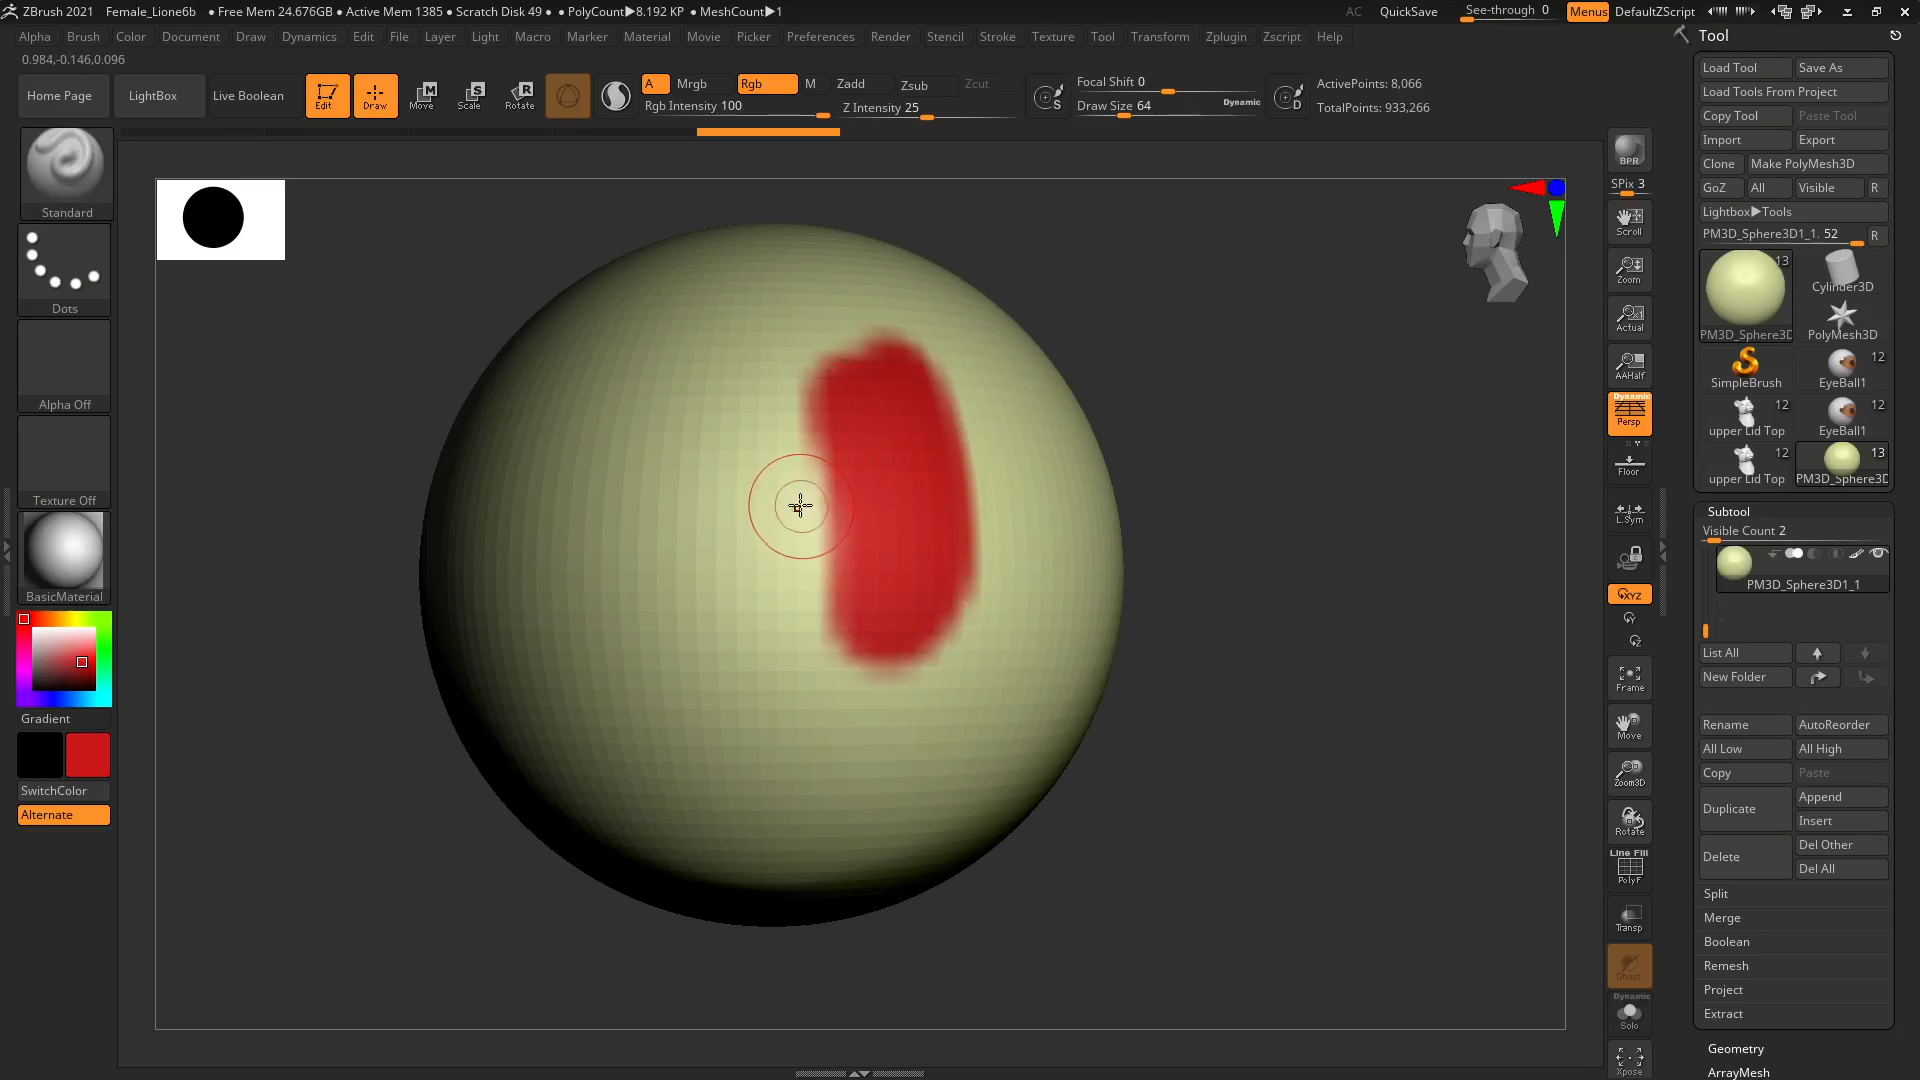 ZBrush 2021 Female_Lione6b • Free Mem 24.676GB • Active Mem 1385 • Scratch Disk 49 • • PolyCount▶8.192 KP • MeshCount▶1 AC QuickSave See-through 0 Menus DefaultZScript
Alpha Brush Color Document Draw Dynamics Edit File Layer Light Macro Marker Material Movie Picker Preferences Render Stencil Stroke Texture Tool Transform Zplugin Zscript Help
0.984,-0.146,0.096
Home Page LightBox Live Boolean Edit Draw Move Scale Rotate
M S R
A Mrgb Rgb M Zadd Zsub Zcut
Rgb Intensity 100 Z Intensity 25
S
Focal Shift 0
Draw Size 64 Dynamic
D
ActivePoints: 8,066
TotalPoints: 933,266
Standard
Dots
Alpha Off
Texture Off
BasicMaterial
Gradient
SwitchColor
Alternate
BPR
SPix 3
Scroll
Zoom
Actual
AAHalf
Dynamic
Persp
Floor
L.Sym
XYZ
Frame
Move
Zoom3D
Rotate
Line Fill
PolyF
Transp
Ghost
Dynamic
Solo
Xpose
Tool
Load Tool Save As
Load Tools From Project
Copy Tool Paste Tool
Import Export
Clone Make PolyMesh3D
GoZ All Visible R
Lightbox▶Tools
PM3D_Sphere3D1_1. 52 R
13
Cylinder3D
PM3D_Sphere3D PolyMesh3D
12
SimpleBrush EyeBall1
12 12
upper Lid Top EyeBall1
12 13
upper Lid Top PM3D_Sphere3D
Subtool
Visible Count 2
PM3D_Sphere3D1_1
List All
New Folder
Rename AutoReorder
All Low All High
Copy Paste
Duplicate Append
Insert
Delete Del Other
Del All
Split
Merge
Boolean
Remesh
Project
Extract
Geometry
ArrayMesh